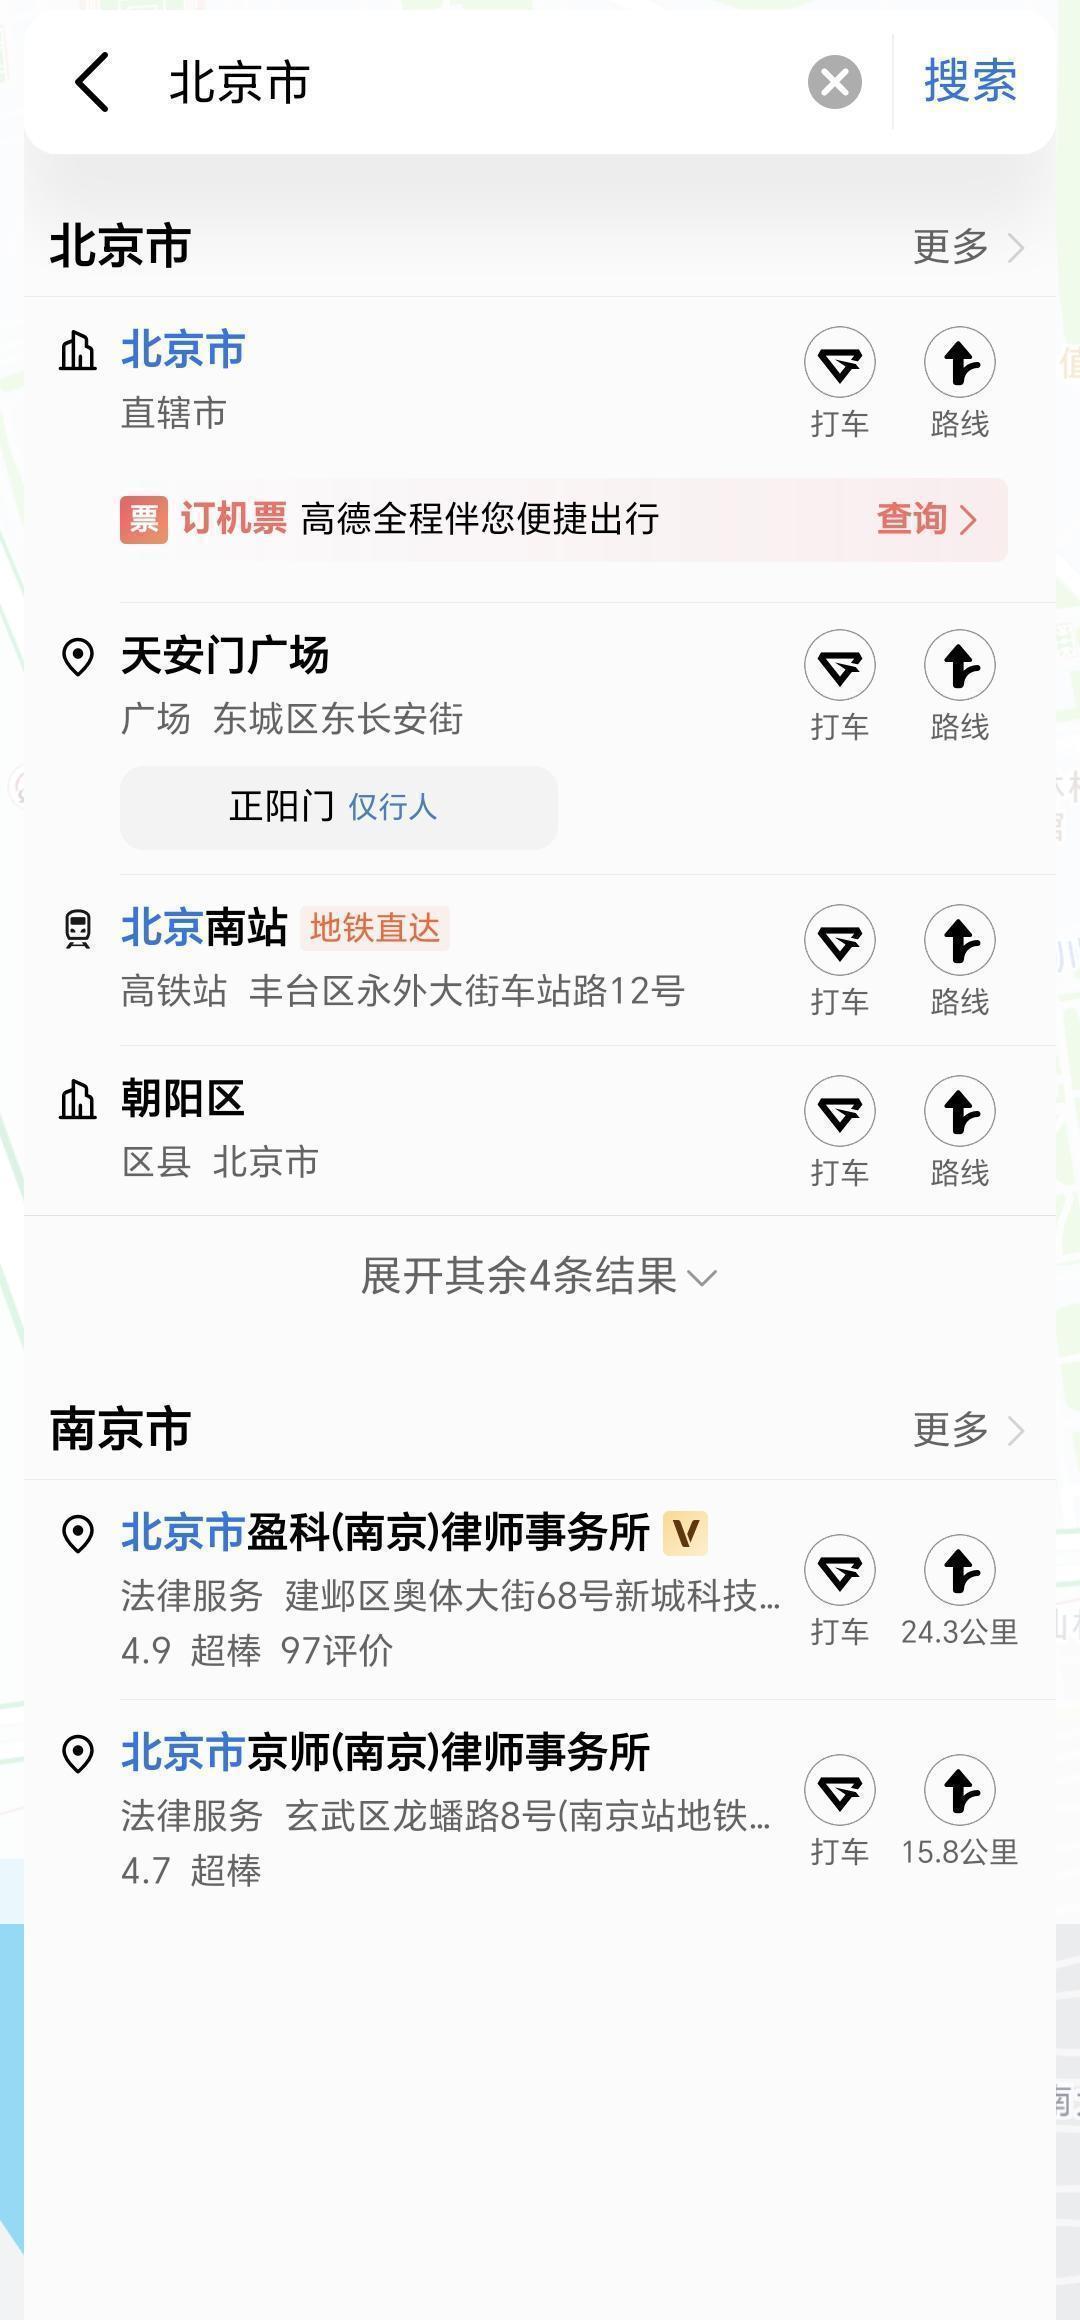 北京市 搜索
北京市 更多
北京市
直辖市
打车 路线
票 订机票 高德全程伴您便捷出行 查询
天安门广场
广场 东城区东长安街
打车 路线
正阳门 仅行人
北京南站 地铁直达
高铁站 丰台区永外大街车站路12号
打车 路线
朝阳区
区县 北京市
打车 路线
展开其余4条结果
南京市 更多
北京市盈科(南京)律师事务所 V
法律服务 建邺区奥体大街68号新城科技...
打车 24.3公里
4.9 超棒 97评价
北京市京师(南京)律师事务所
法律服务 玄武区龙蟠路8号(南京站地铁...
打车 15.8公里
4.7 超棒